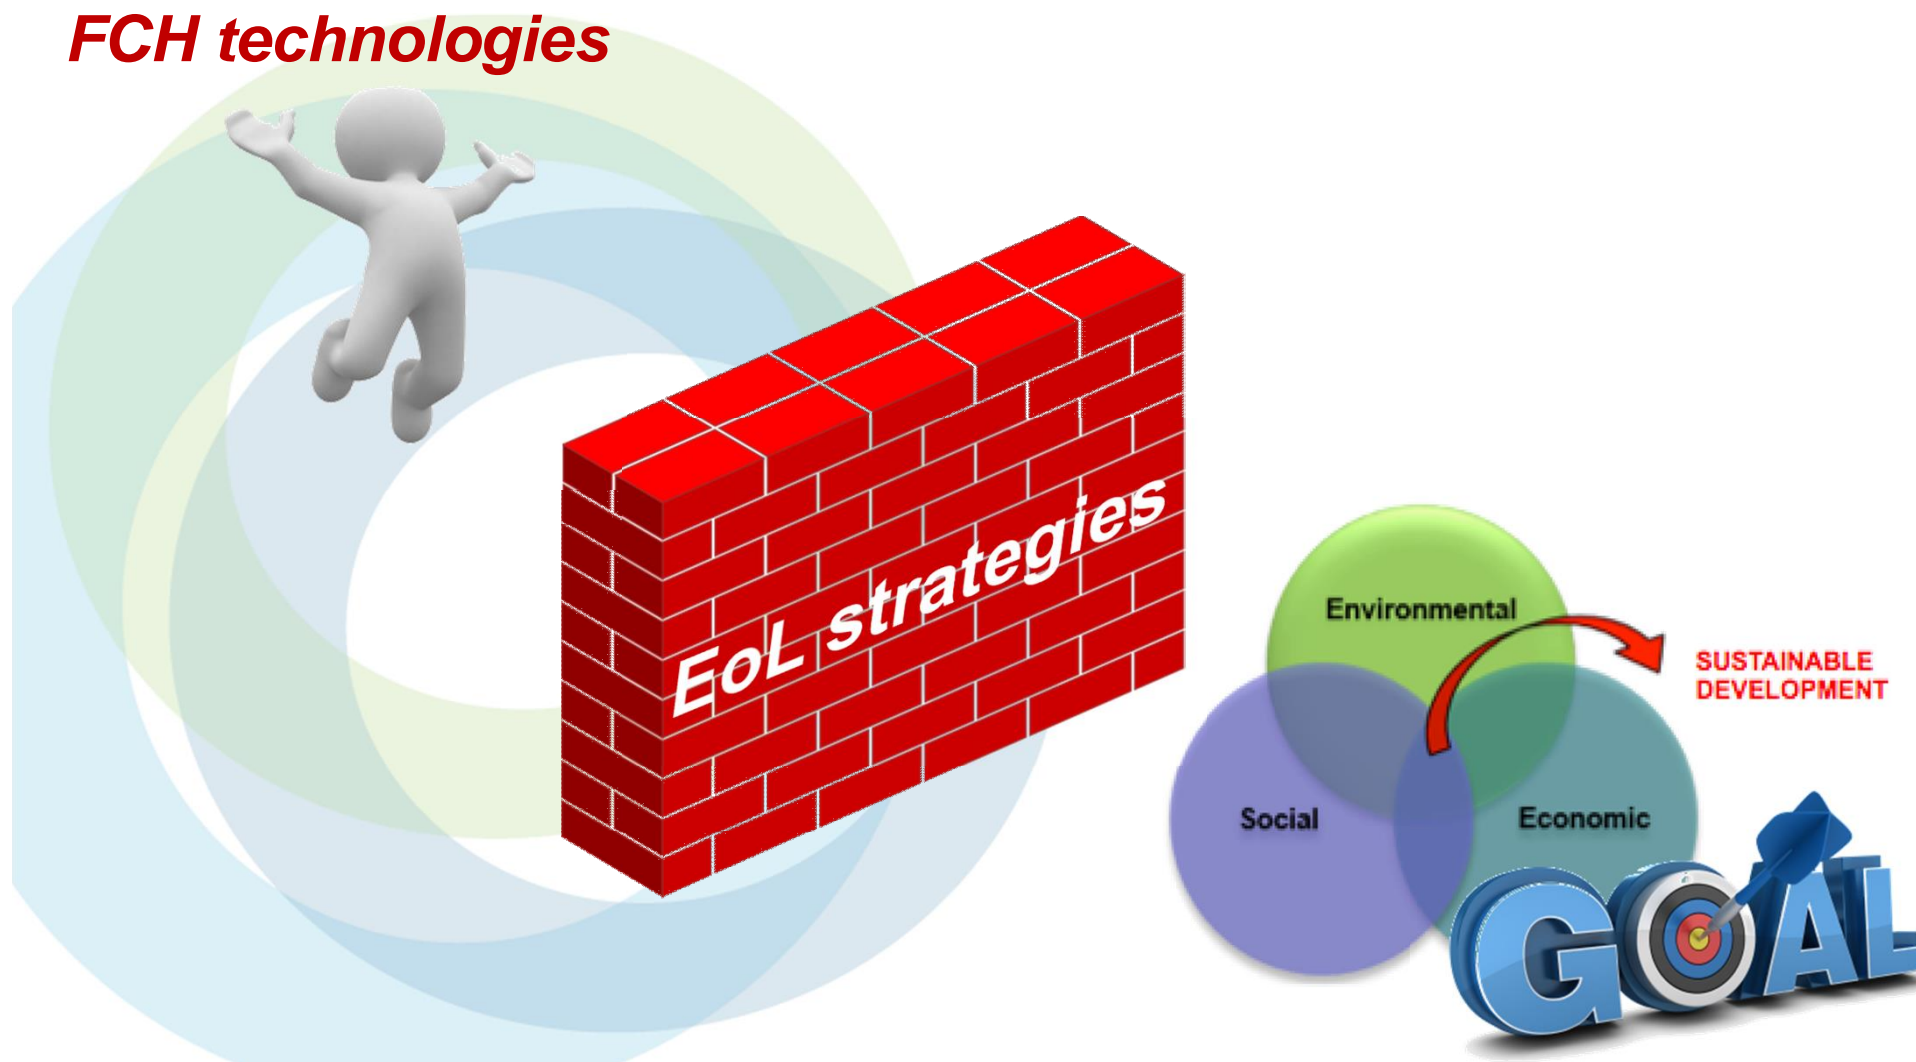 FCH technologies
EoL strategies
Environmental
SUSTAINABLE
DEVELOPMENT
Social
Economic
GOAL